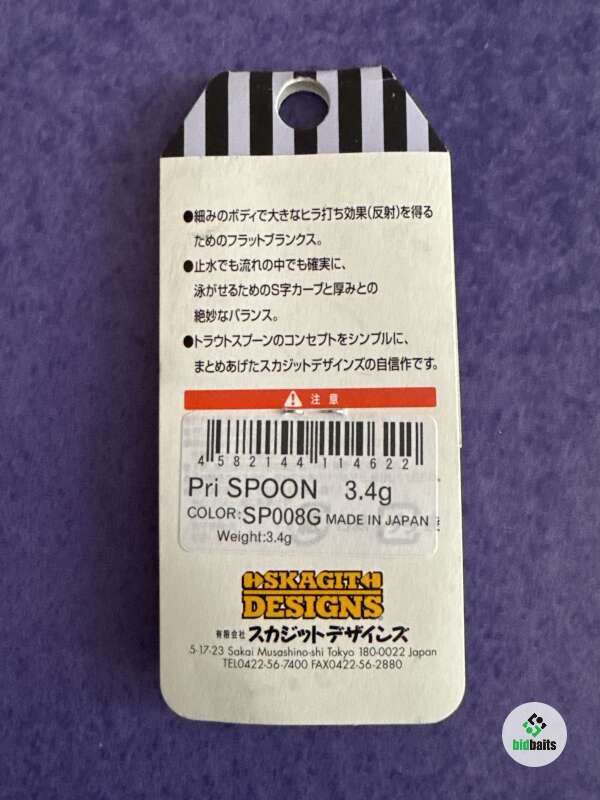 ●細みのボディで大きなヒラ打ち効果(反射)を得る
ためのフラットブランクス。
●止水でも流れの中でも確実に、
泳がせるためのS字カーブと厚みとの
絶妙なバランス。
●トラウトスプーンのコンセプトをシンプルに、
まとめあげたスカジットデザインズの自信作です。
注意
4 582144 114622
Pri SPOON 3.4g
COLOR:SP008G MADE IN JAPAN
Weight:3.4g
SKAGIT
DESIGNS
有限会社 スカジットデザインズ
5-17-23 Sakai Musashino-shi Tokyo 180-0022 Japan
TEL0422-56-7400 FAX0422-56-2880
bidbaits